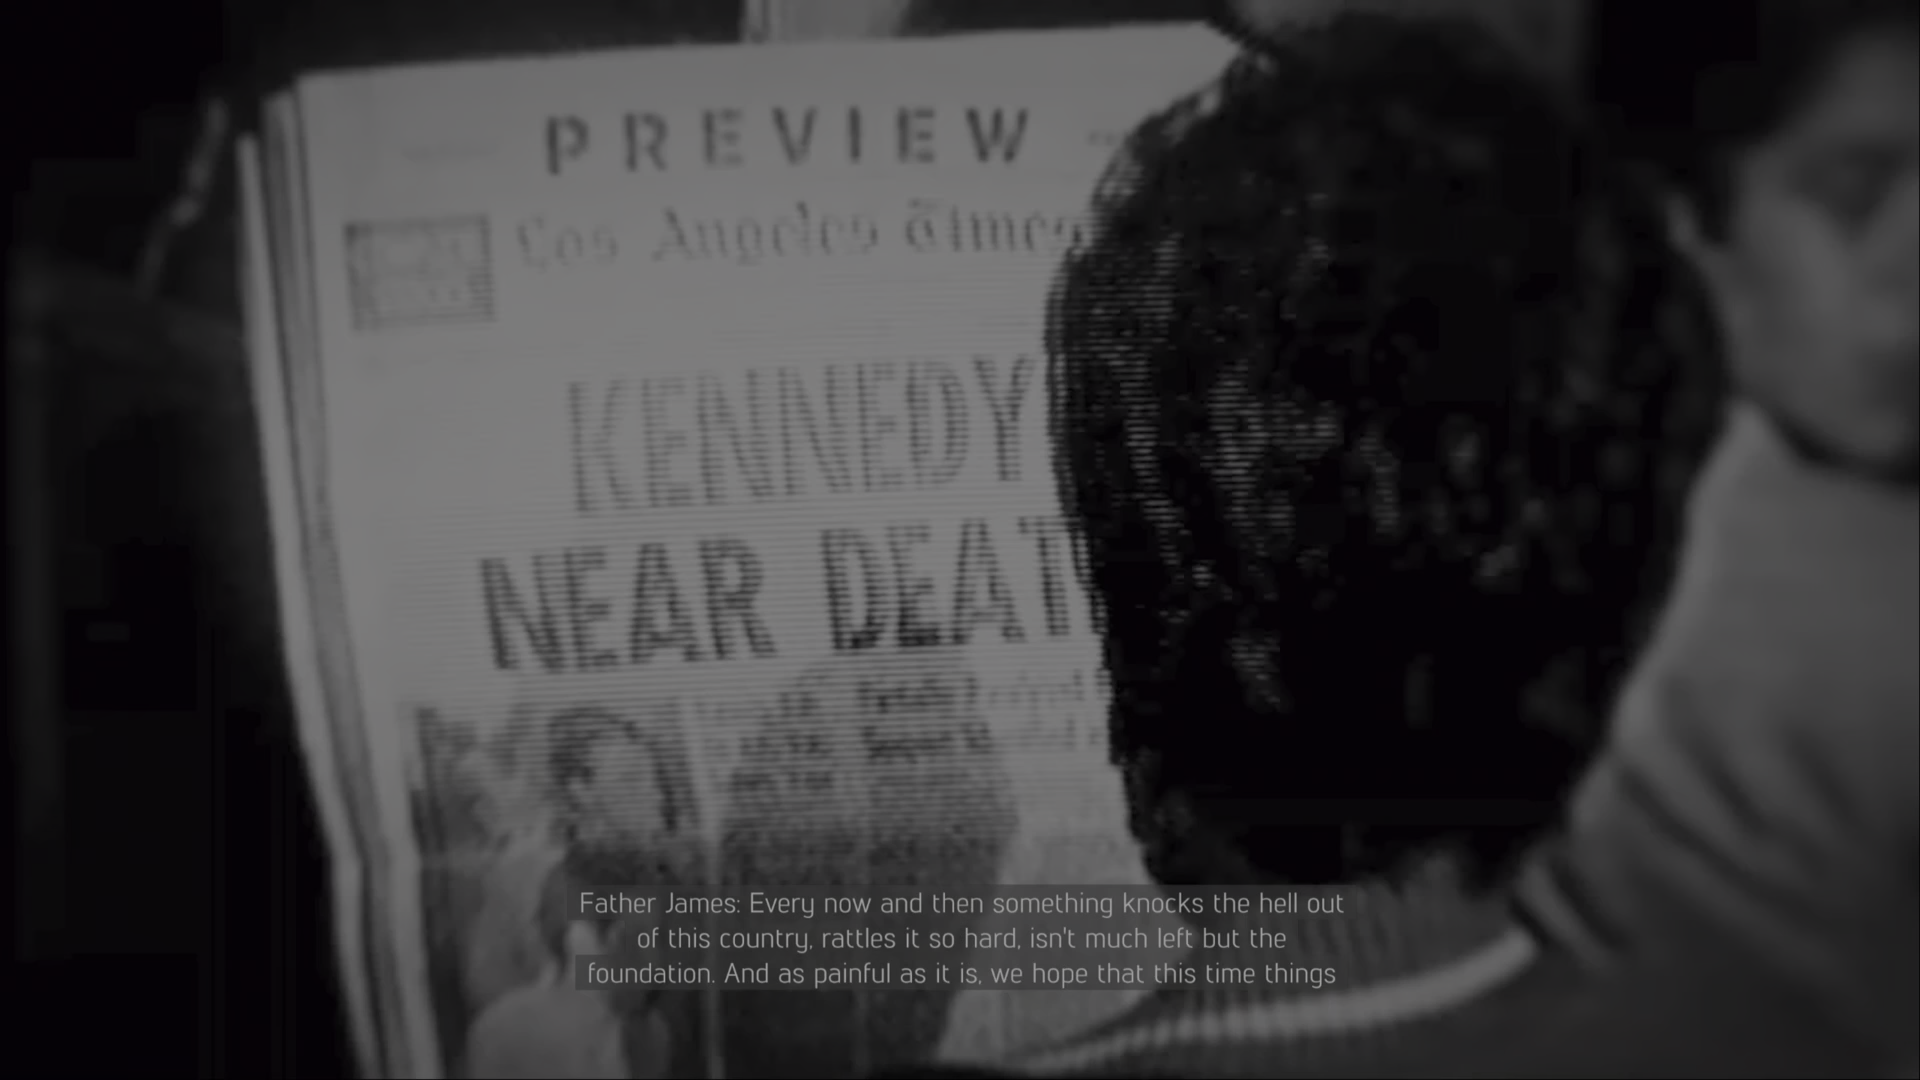 PREVIEW
Los Angeles Times
KENNEDY
NEAR DEAT
Father James: Every now and then something knocks the hell out
of this country, rattles it so hard, isn't much left but the
foundation. And as painful as it is, we hope that this time things